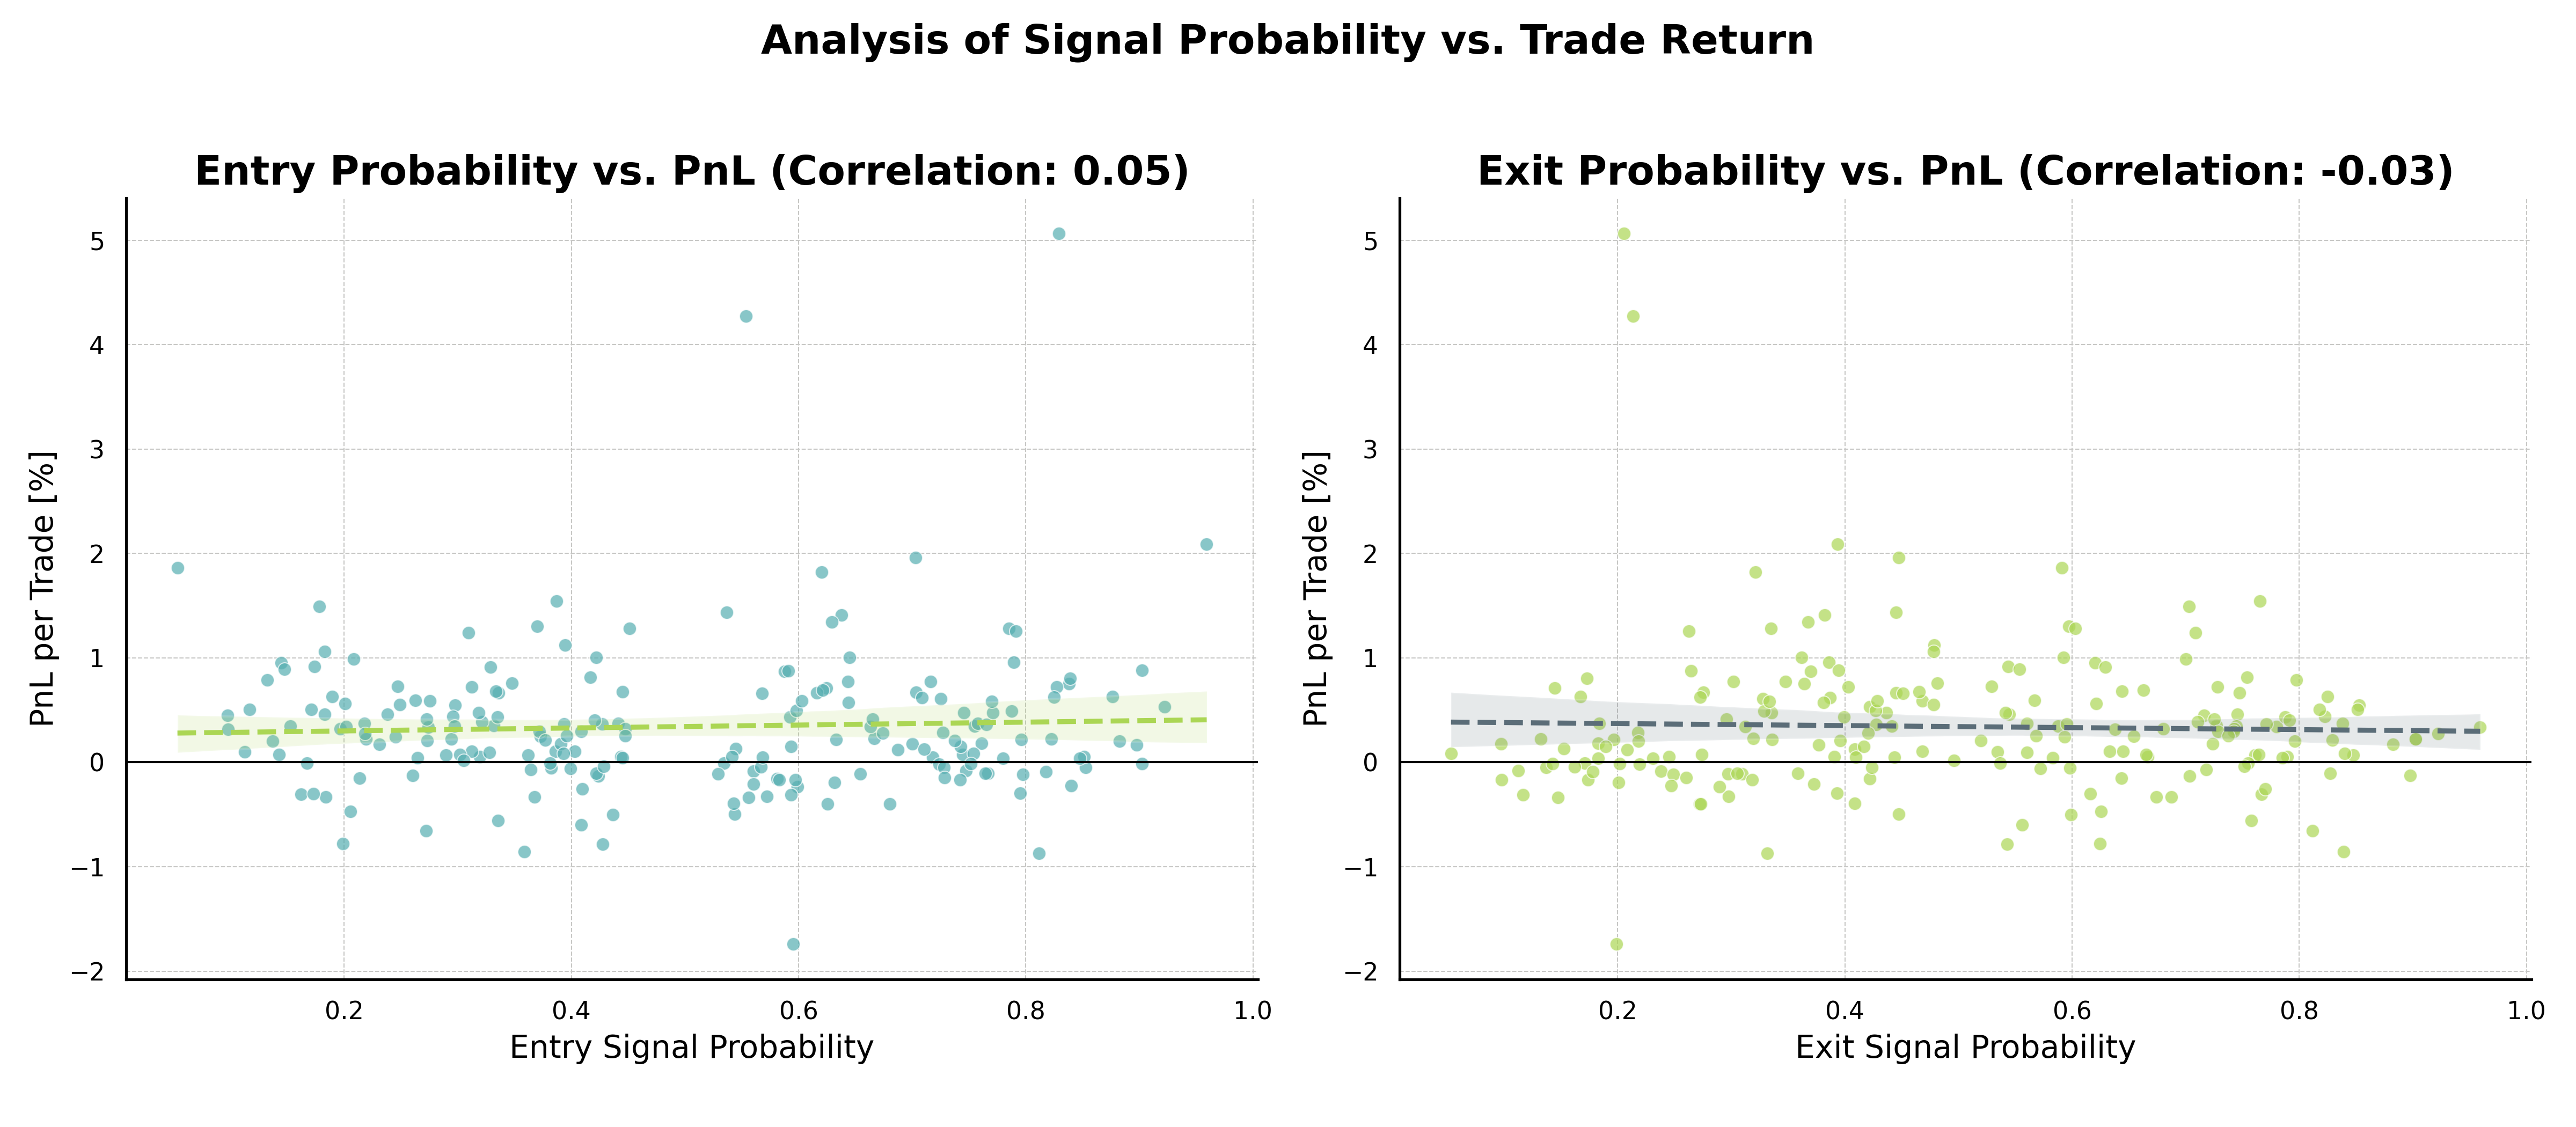 Analysis of Signal Probability vs. Trade Return
Entry Probability vs. PnL (Correlation: 0.05)
PnL per Trade [%]
5
4
3
2
1
0
−1
−2
0.2 0.4 0.6 0.8 1.0
Entry Signal Probability
Exit Probability vs. PnL (Correlation: -0.03)
PnL per Trade [%]
5
4
3
2
1
0
−1
−2
0.2 0.4 0.6 0.8 1.0
Exit Signal Probability